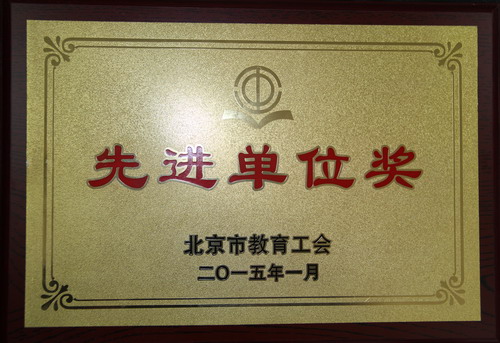 先进单位奖
北京市教育工会
二〇一五年一月